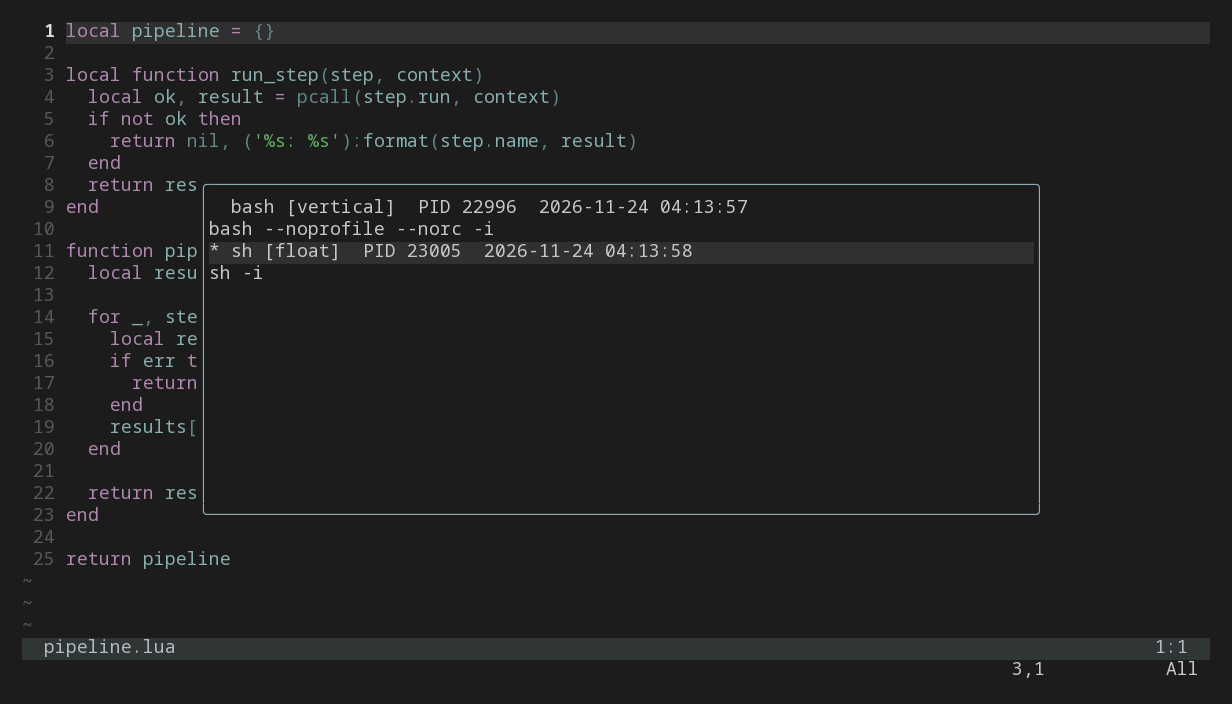 1 local pipeline = {}
2
3 local function run_step(step, context)
4   local ok, result = pcall(step.run, context)
5   if not ok then
6     return nil, ('%s: %s'):format(step.name, result)
7   end
8   return res
9 end
10
11 function pip
12   local resu
13
14   for _, ste
15     local re
16     if err t
17       return
18     end
19     results[
20   end
21
22   return res
23 end
24
25 return pipeline
~
~
~
  bash [vertical]  PID 22996  2026-11-24 04:13:57
bash --noprofile --norc -i
* sh [float]  PID 23005  2026-11-24 04:13:58
sh -i
pipeline.lua 1:1
3,1 All